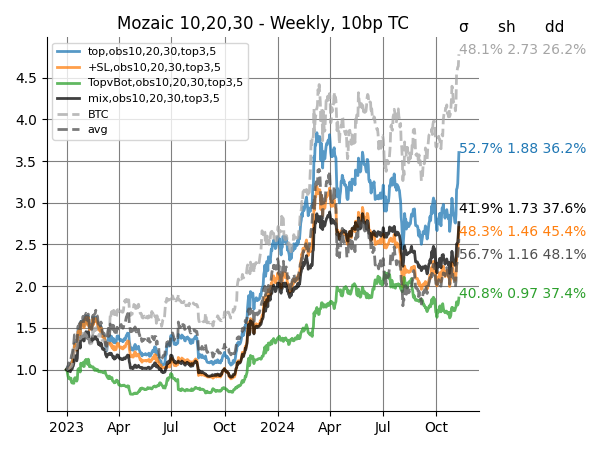 Mozaic 10,20,30 - Weekly, 10bp TC
σ sh dd
top,obs10,20,30,top3,5
+SL,obs10,20,30,top3,5
TopvBot,obs10,20,30,top3,5
mix,obs10,20,30,top3,5
BTC
avg
48.1% 2.73 26.2%
52.7% 1.88 36.2%
41.9% 1.73 37.6%
48.3% 1.46 45.4%
56.7% 1.16 48.1%
40.8% 0.97 37.4%
4.5
4.0
3.5
3.0
2.5
2.0
1.5
1.0
2023 Apr Jul Oct 2024 Apr Jul Oct